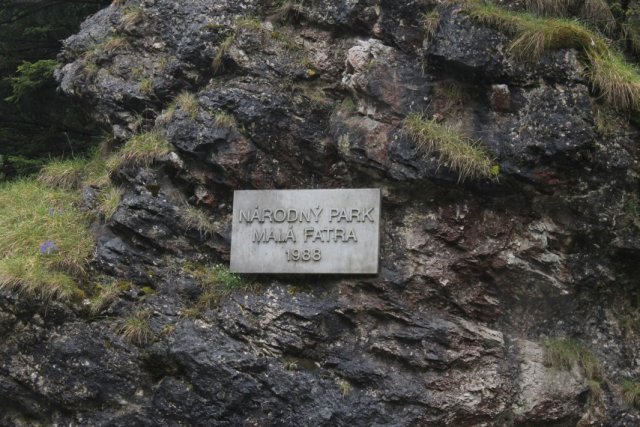 NÁRODNÝ PARK
MALÁ FATRA
1988